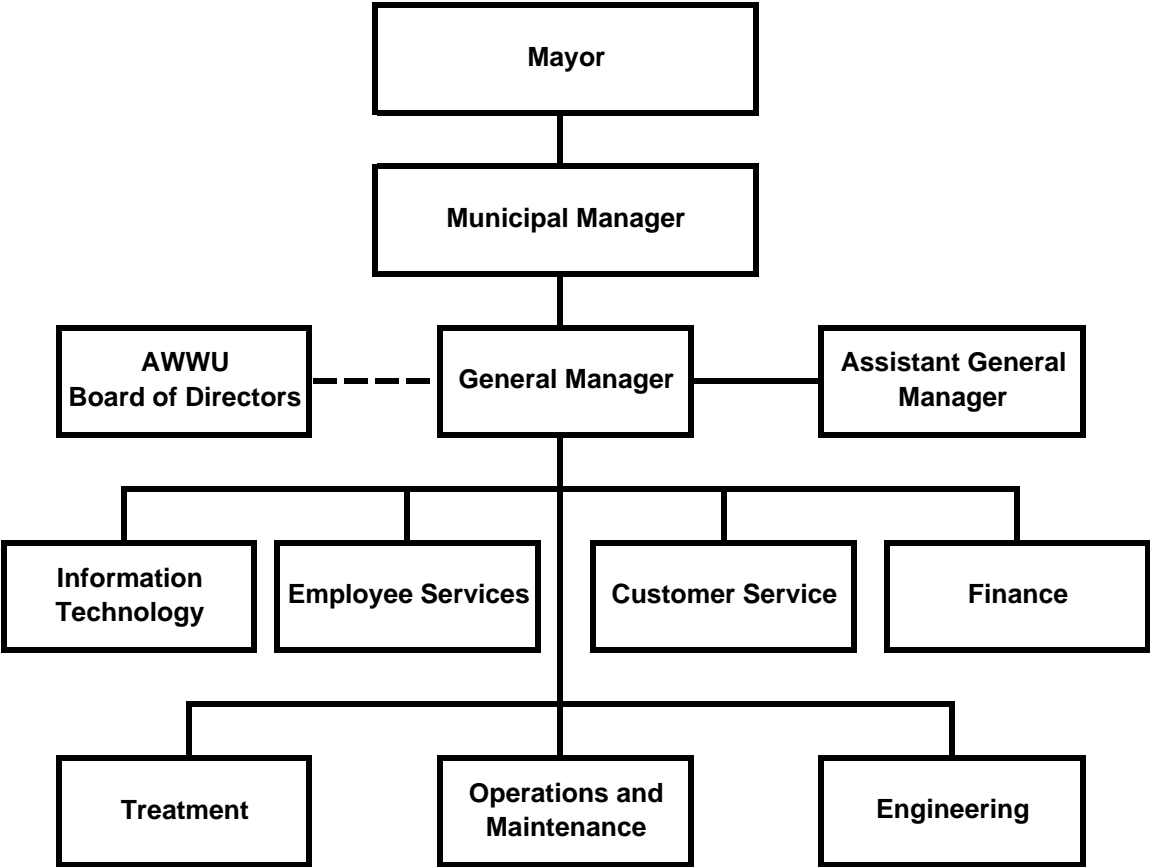 Mayor
Municipal Manager
AWWU
Board of Directors
General Manager
Assistant General
Manager
Information
Technology
Employee Services
Customer Service
Finance
Treatment
Operations and
Maintenance
Engineering